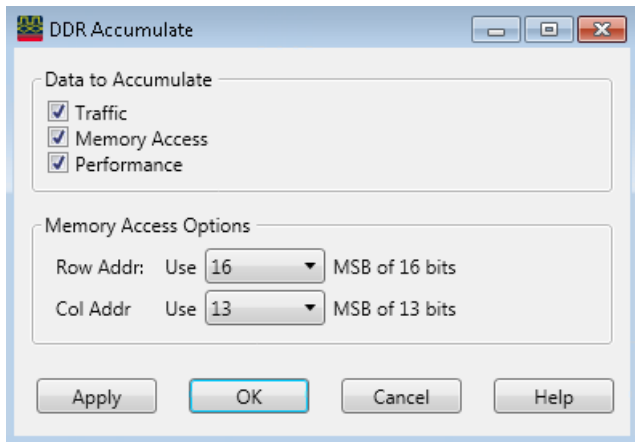 DDR Accumulate
Data to Accumulate
Traffic
Memory Access
Performance
Memory Access Options
Row Addr: Use 16 MSB of 16 bits
Col Addr Use 13 MSB of 13 bits
Apply OK Cancel Help